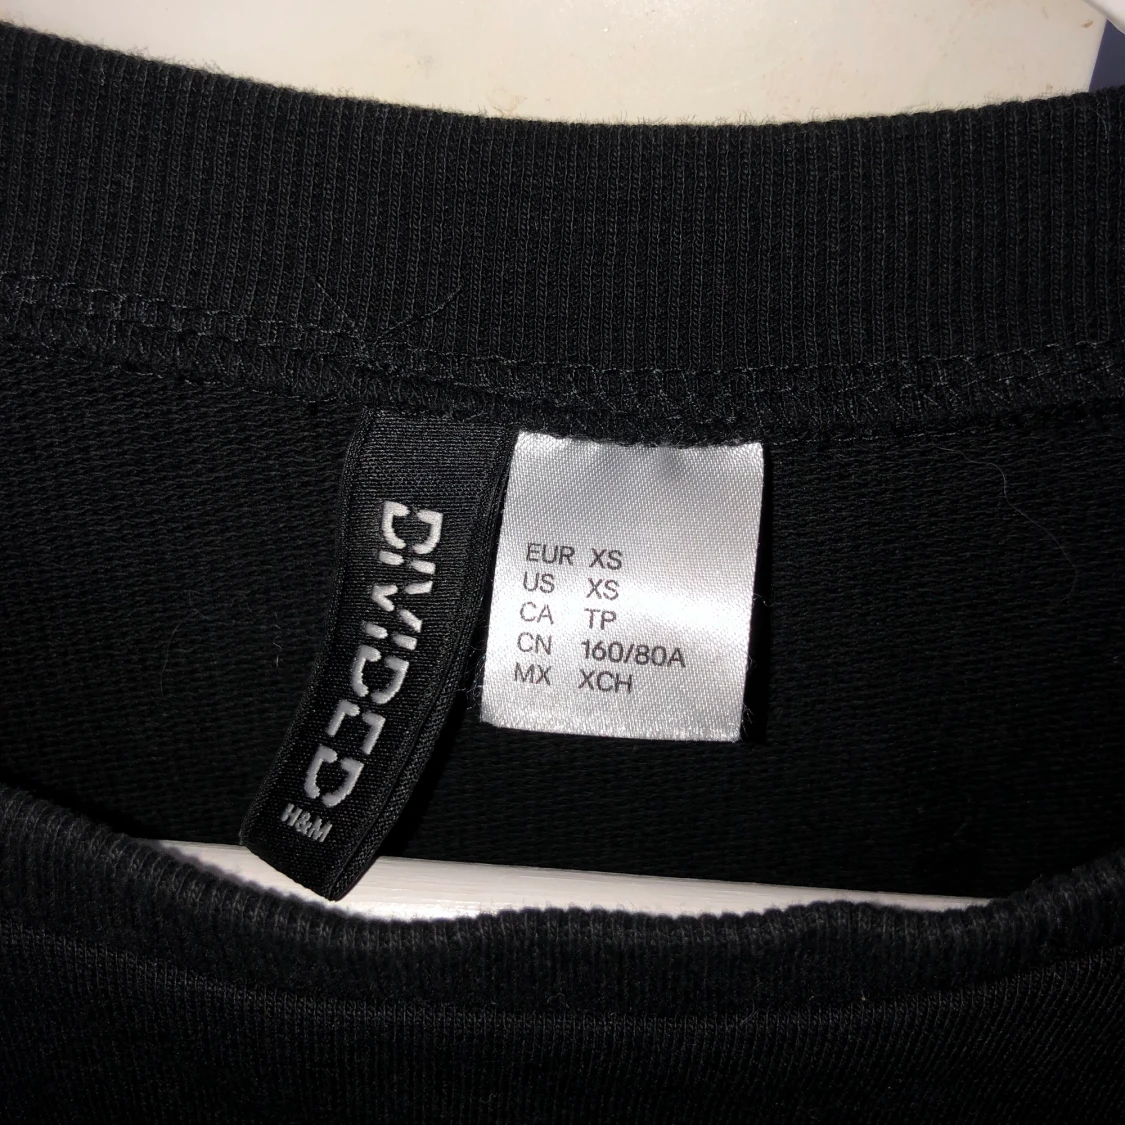 DIVIDED
H&M
EUR XS
US XS
CA TP
CN 160/80A
MX XCH